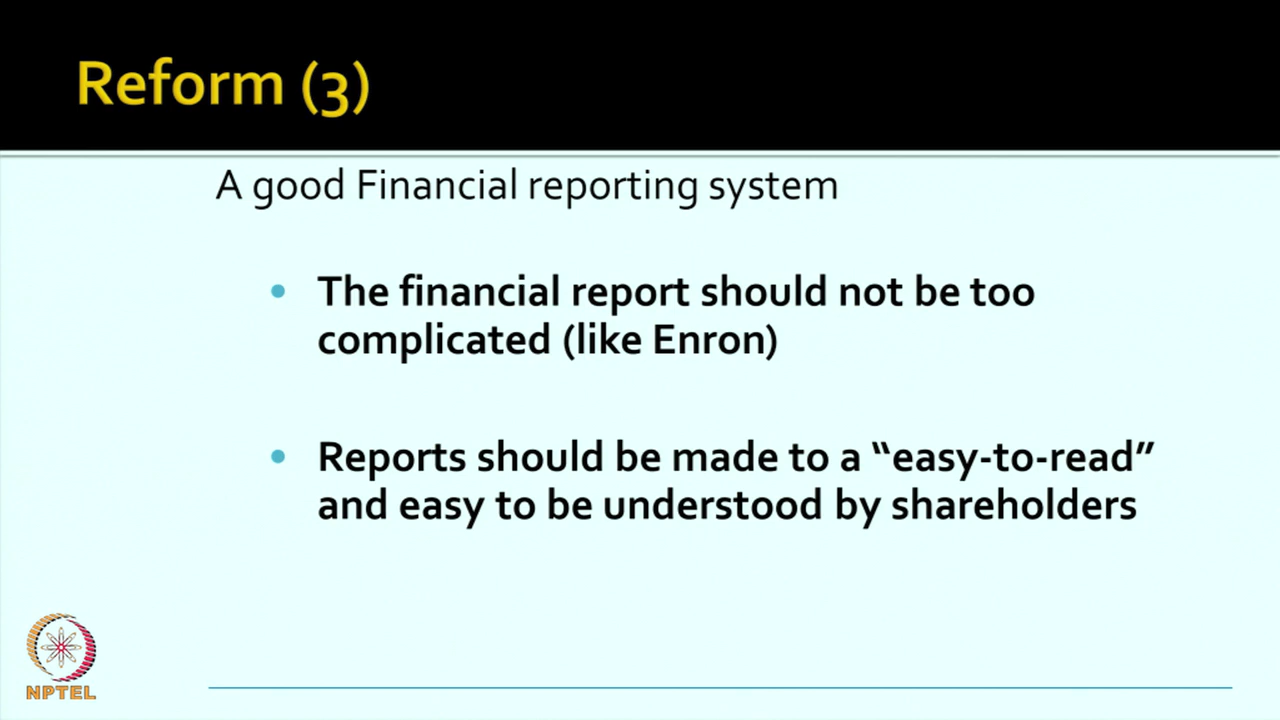 Reform (3)
A good Financial reporting system
• The financial report should not be too
complicated (like Enron)
• Reports should be made to a “easy-to-read”
and easy to be understood by shareholders
NPTEL